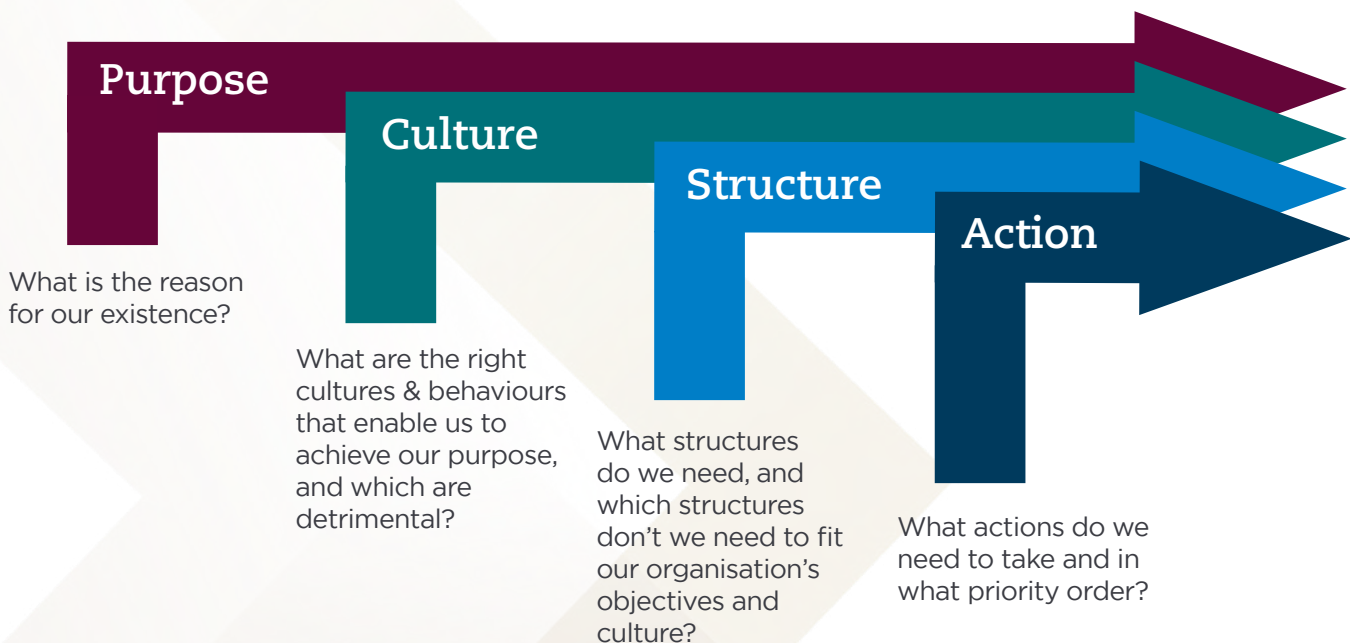 Purpose
What is the reason
for our existence?
Culture
What are the right
cultures & behaviours
that enable us to
achieve our purpose,
and which are
detrimental?
Structure
What structures
do we need, and
which structures
don’t we need to fit
our organisation’s
objectives and
culture?
Action
What actions do we
need to take and in
what priority order?